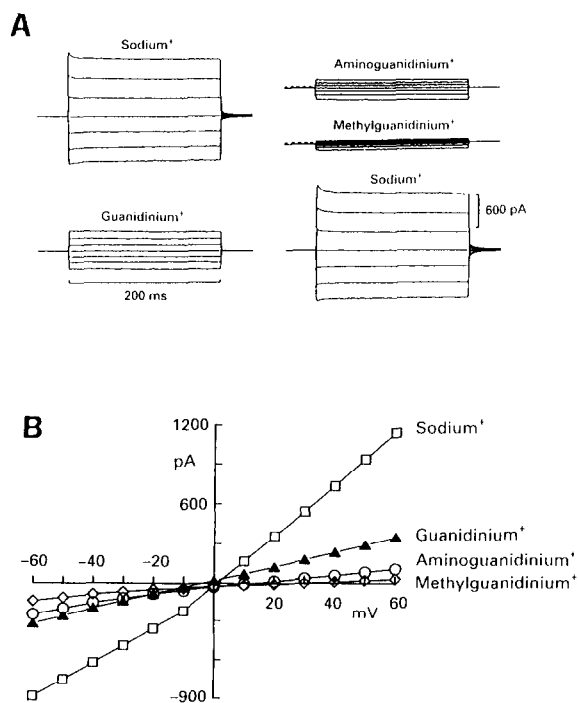 A
Sodium⁺
Aminoguanidinium⁺
Methylguanidinium⁺
Sodium⁺
600 pA
Guanidinium⁺
200 ms
B
1200
Sodium⁺
pA
600
Guanidinium⁺
Aminoguanidinium⁺
Methylguanidinium⁺
-60 -40 -20
20 40 60
mV
-900